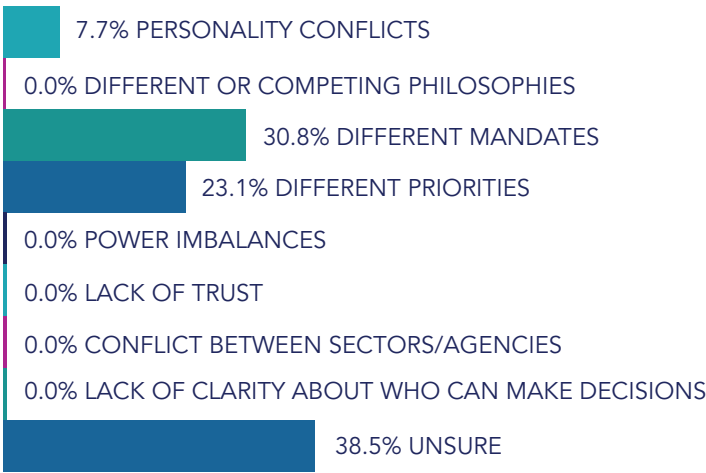 7.7% PERSONALITY CONFLICTS
0.0% DIFFERENT OR COMPETING PHILOSOPHIES
30.8% DIFFERENT MANDATES
23.1% DIFFERENT PRIORITIES
0.0% POWER IMBALANCES
0.0% LACK OF TRUST
0.0% CONFLICT BETWEEN SECTORS/AGENCIES
0.0% LACK OF CLARITY ABOUT WHO CAN MAKE DECISIONS
38.5% UNSURE